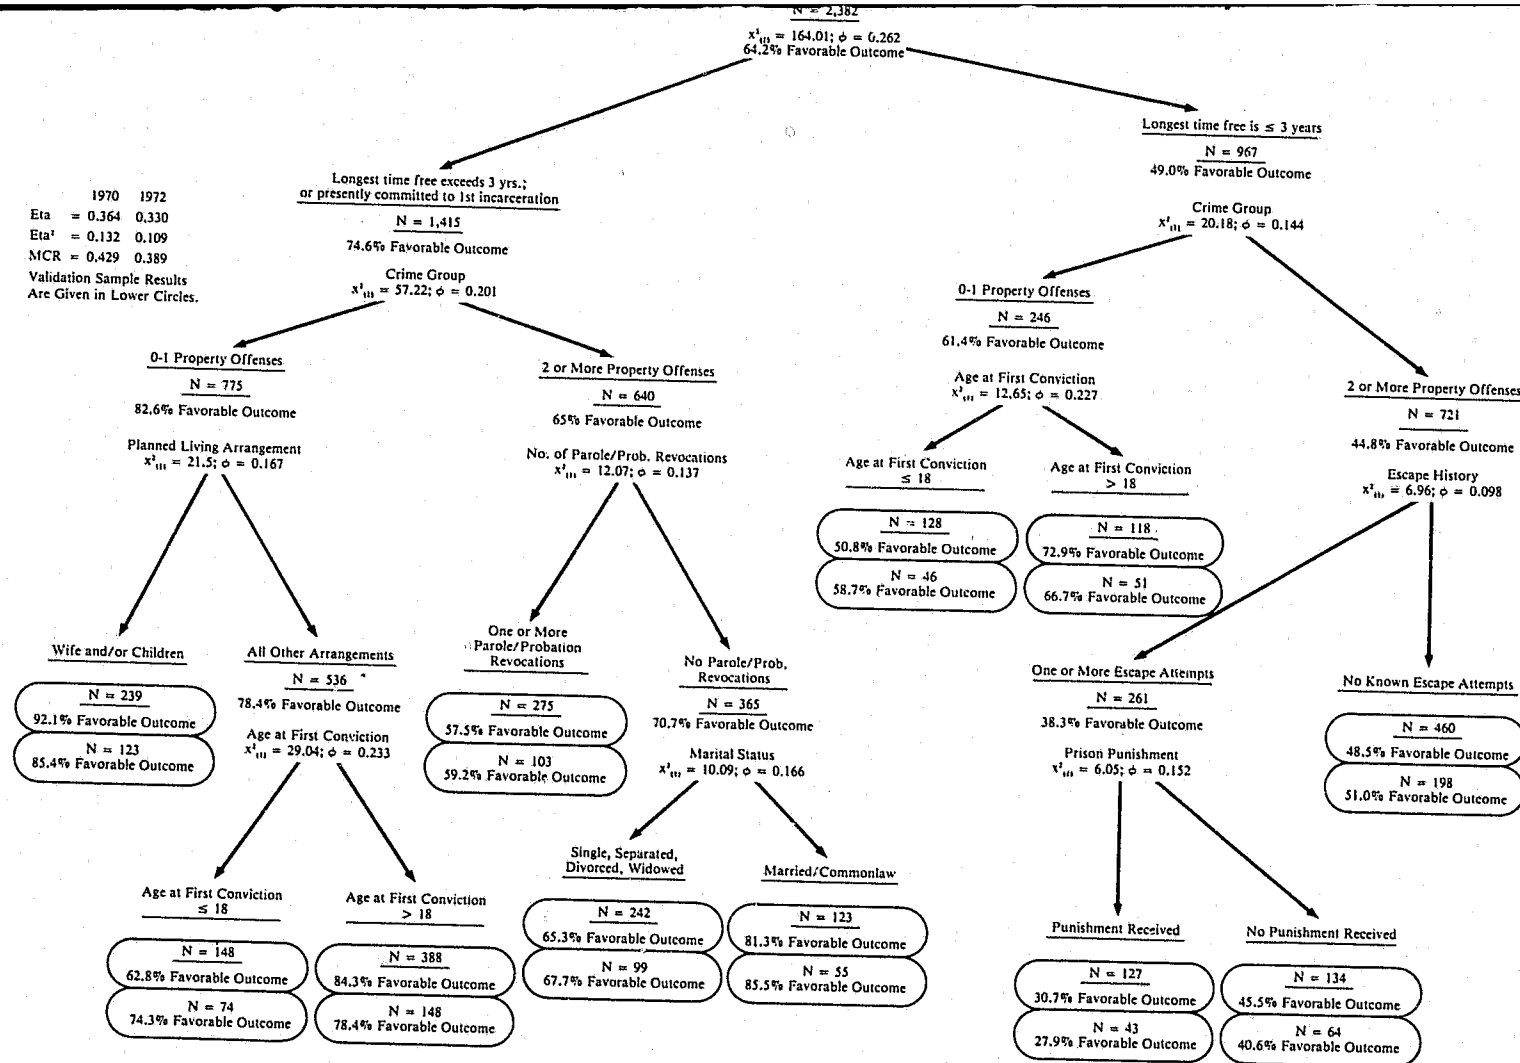 N = 2,382
x²₍₁₎ = 164.01; φ = 0.262
64.2% Favorable Outcome
Longest time free is ≤ 3 years
N = 967
49.0% Favorable Outcome
Crime Group
x²₍₁₎ = 20.18; φ = 0.144
Longest time free exceeds 3 yrs.;
or presently committed to 1st incarceration
N = 1,415
74.6% Favorable Outcome
Crime Group
x²₍₁₎ = 57.22; φ = 0.201
1970 1972
Eta = 0.364 0.330
Eta² = 0.132 0.109
MCR = 0.429 0.389
Validation Sample Results
Are Given in Lower Circles.
0-1 Property Offenses
N = 775
82.6% Favorable Outcome
Planned Living Arrangement
x²₍₁₎ = 21.5; φ = 0.167
2 or More Property Offenses
N = 640
65% Favorable Outcome
No. of Parole/Prob. Revocations
x²₍₁₎ = 12.07; φ = 0.137
0-1 Property Offenses
N = 246
61.4% Favorable Outcome
Age at First Conviction
x²₍₁₎ = 12.65; φ = 0.227
2 or More Property Offenses
N = 721
44.8% Favorable Outcome
Escape History
x²₍₁₎ = 6.96; φ = 0.098
Age at First Conviction
≤ 18
N = 128
50.8% Favorable Outcome
N = 46
58.7% Favorable Outcome
Age at First Conviction
> 18
N = 118
72.9% Favorable Outcome
N = 51
66.7% Favorable Outcome
Wife and/or Children
N = 239
92.1% Favorable Outcome
N = 123
85.4% Favorable Outcome
All Other Arrangements
N = 536
78.4% Favorable Outcome
Age at First Conviction
x²₍₁₎ = 29.04; φ = 0.233
One or More
Parole/Probation
Revocations
N = 275
57.5% Favorable Outcome
N = 103
59.2% Favorable Outcome
No Parole/Prob.
Revocations
N = 365
70.7% Favorable Outcome
Marital Status
x²₍₁₎ = 10.09; φ = 0.166
One or More Escape Attempts
N = 261
38.3% Favorable Outcome
Prison Punishment
x²₍₁₎ = 6.05; φ = 0.152
No Known Escape Attempts
N = 460
48.5% Favorable Outcome
N = 198
51.0% Favorable Outcome
Age at First Conviction
≤ 18
N = 148
62.8% Favorable Outcome
N = 74
74.3% Favorable Outcome
Age at First Conviction
> 18
N = 388
84.3% Favorable Outcome
N = 148
78.4% Favorable Outcome
Single, Separated,
Divorced, Widowed
N = 242
65.3% Favorable Outcome
N = 99
67.7% Favorable Outcome
Married/Commonlaw
N = 123
81.3% Favorable Outcome
N = 55
85.5% Favorable Outcome
Punishment Received
N = 127
30.7% Favorable Outcome
N = 43
27.9% Favorable Outcome
No Punishment Received
N = 134
45.5% Favorable Outcome
N = 64
40.6% Favorable Outcome